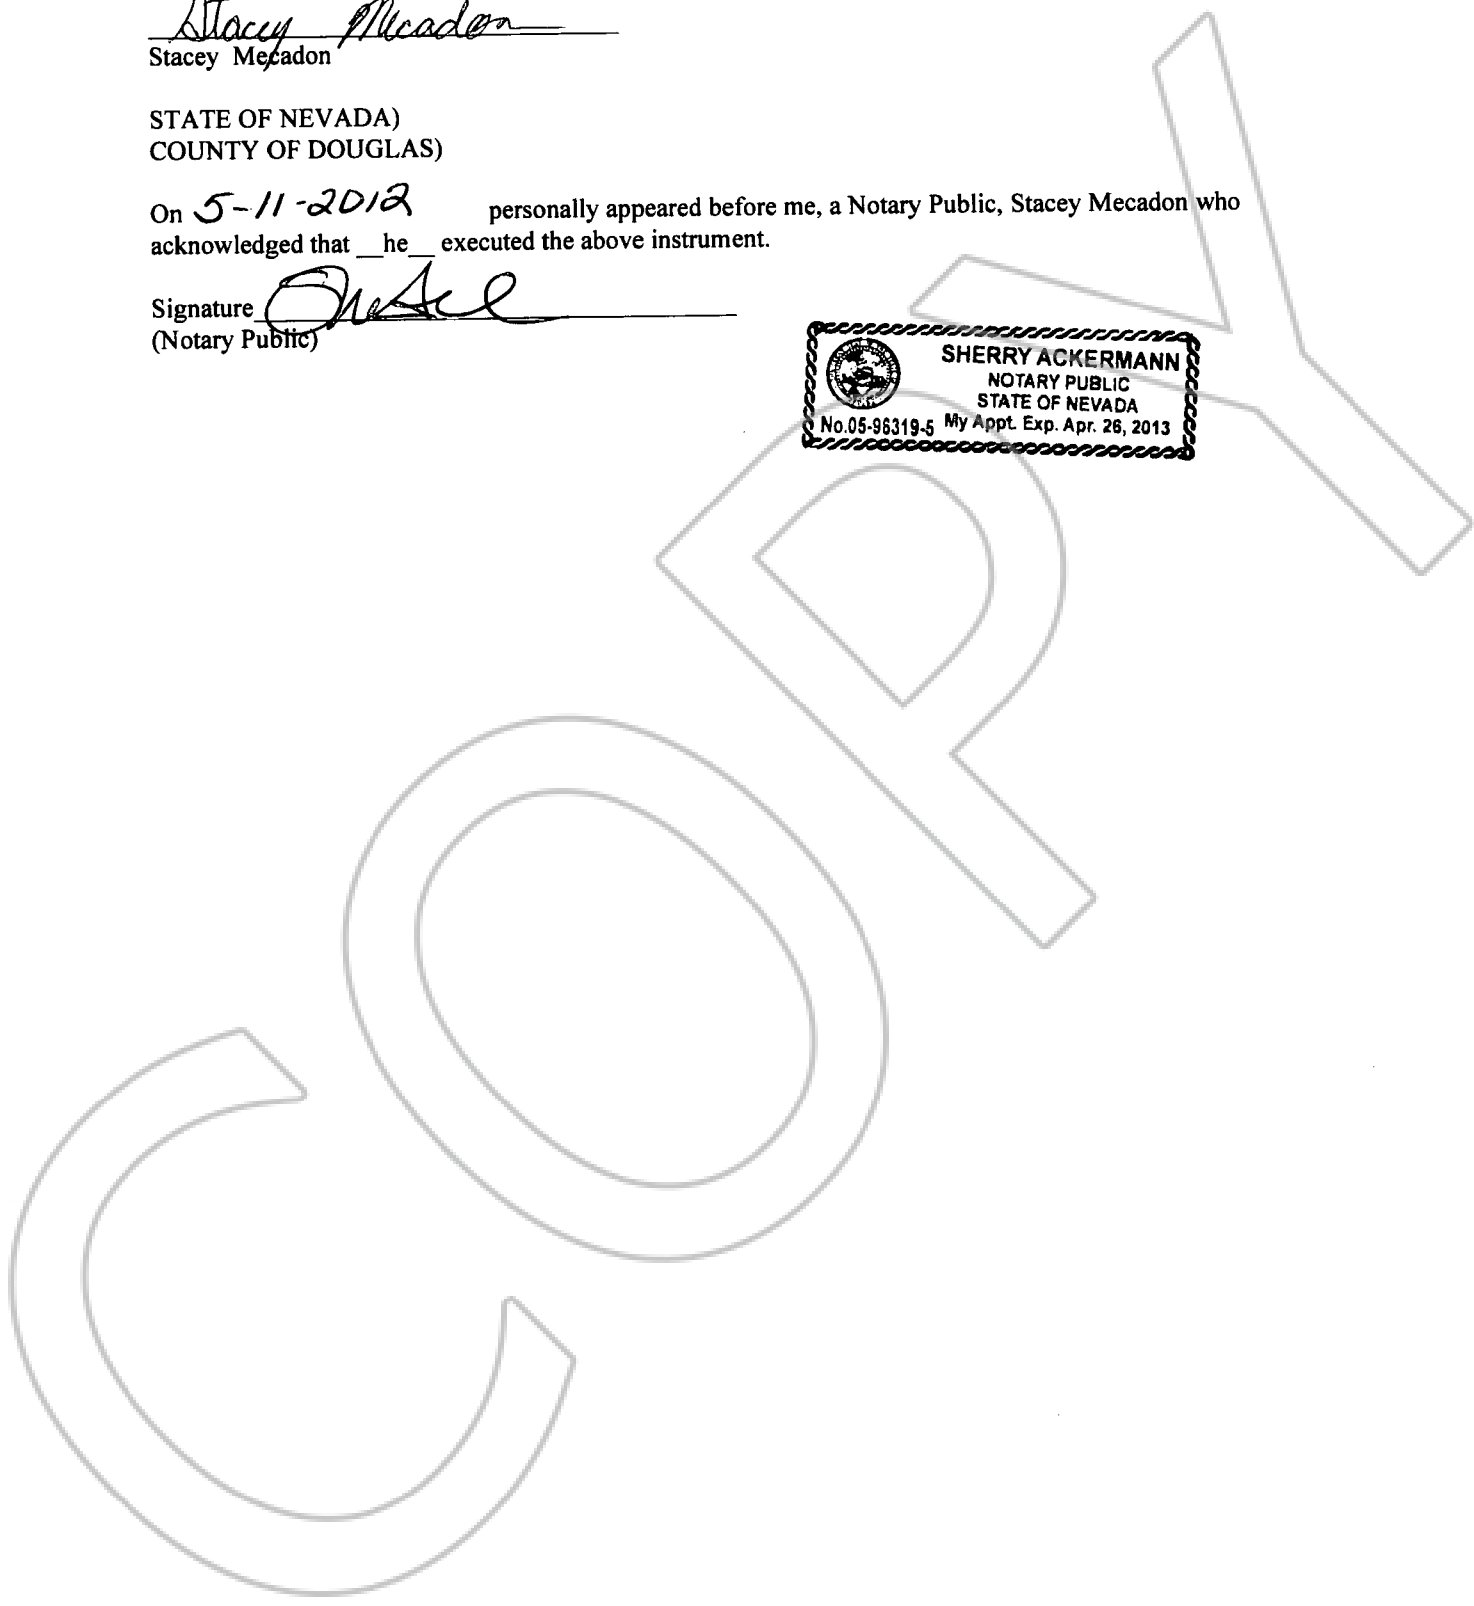 Stacey Mecadon
Stacey Mecadon
STATE OF NEVADA)
COUNTY OF DOUGLAS)
On 5-11-2012 personally appeared before me, a Notary Public, Stacey Mecadon who
acknowledged that __he__ executed the above instrument.
Signature
(Notary Public)
SHERRY ACKERMANN
NOTARY PUBLIC
STATE OF NEVADA
No.05-96319-5 My Appt. Exp. Apr. 26, 2013
COPY